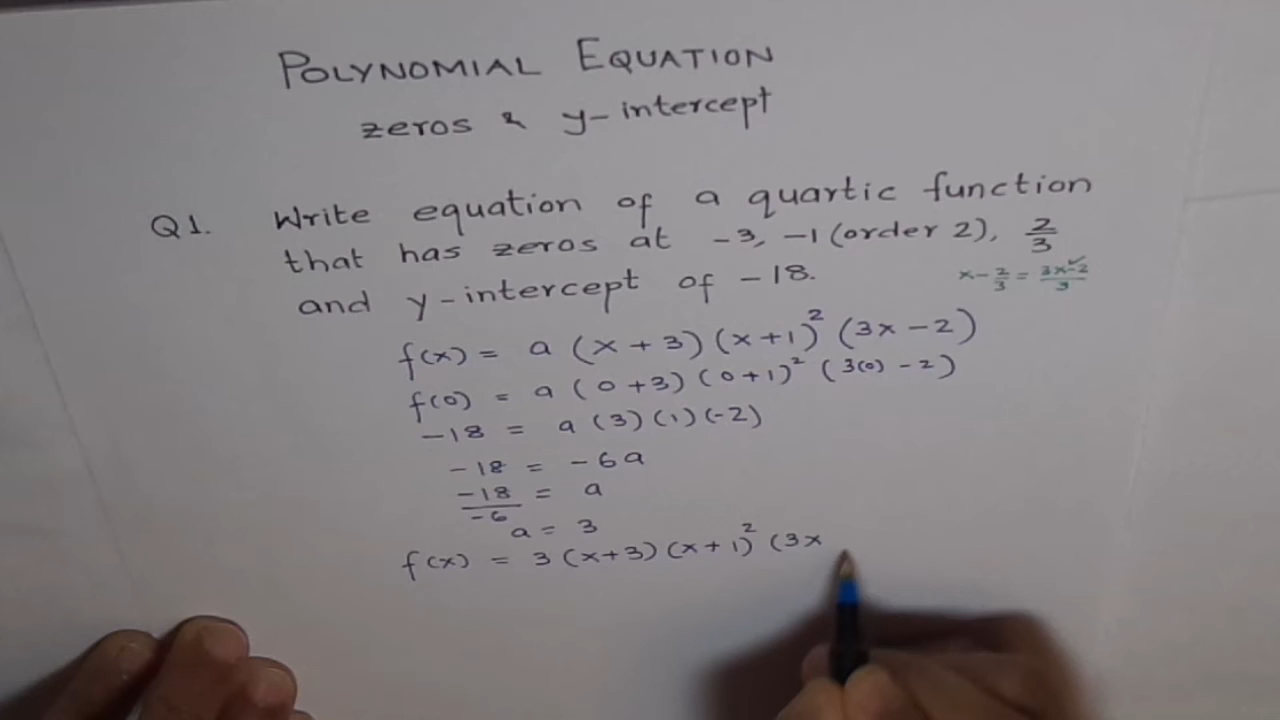 POLYNOMIAL EQUATION
zeros & y-intercept
Q1. Write equation of a quartic function
that has zeros at -3, -1 (order 2), 2/3
and y-intercept of -18.
x - 2/3 = (3x-2)/3 ✓
f(x) = a (x+3)(x+1)² (3x-2)
f(0) = a (0+3)(0+1)² (3(0)-2)
-18 = a (3)(1)(-2)
-18 = -6a
-18/-6 = a
a = 3
f(x) = 3 (x+3)(x+1)² (3x